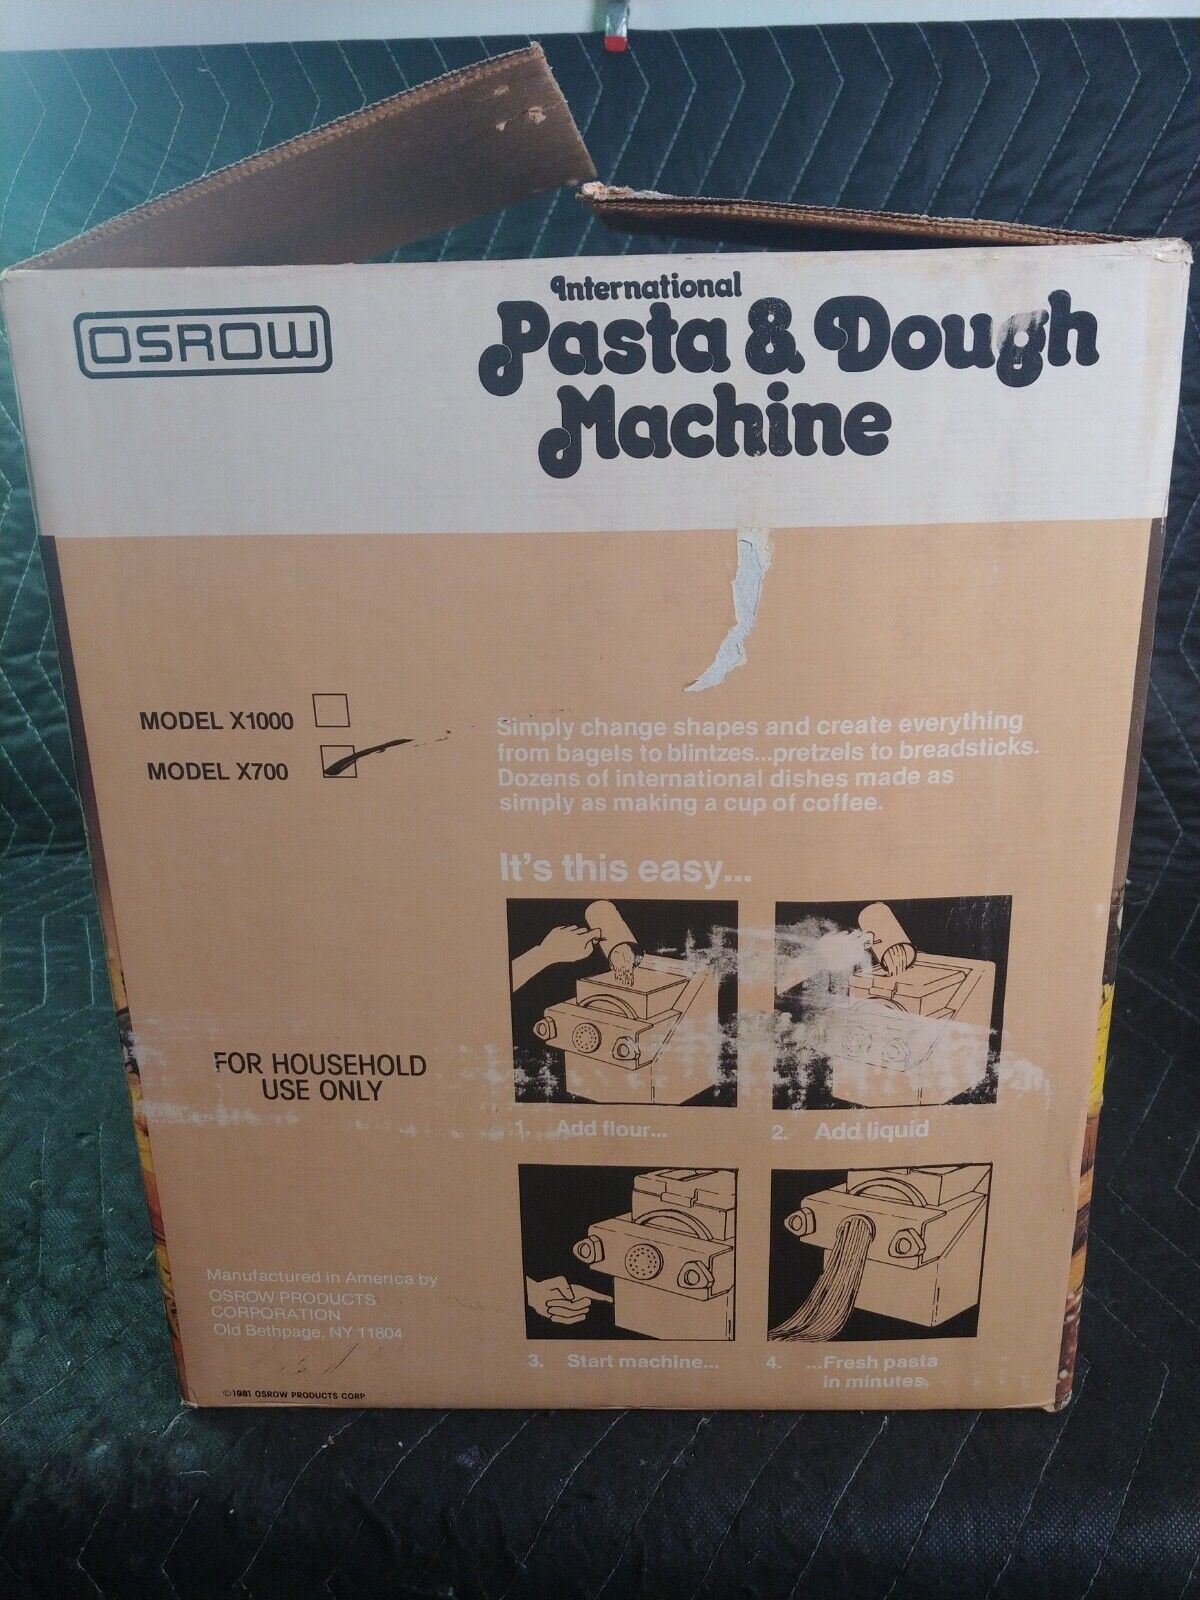 OSROW
International
Pasta & Dough
Machine
MODEL X1000
MODEL X700
Simply change shapes and create everything
from bagels to blintzes...pretzels to breadsticks.
Dozens of international dishes made as
simply as making a cup of coffee.
It's this easy...
FOR HOUSEHOLD
USE ONLY
1. Add flour...
2. Add liquid
3. Start machine...
4. ...Fresh pasta
in minutes.
Manufactured in America by
OSROW PRODUCTS
CORPORATION
Old Bethpage, NY 11804
©1981 OSROW PRODUCTS CORP.